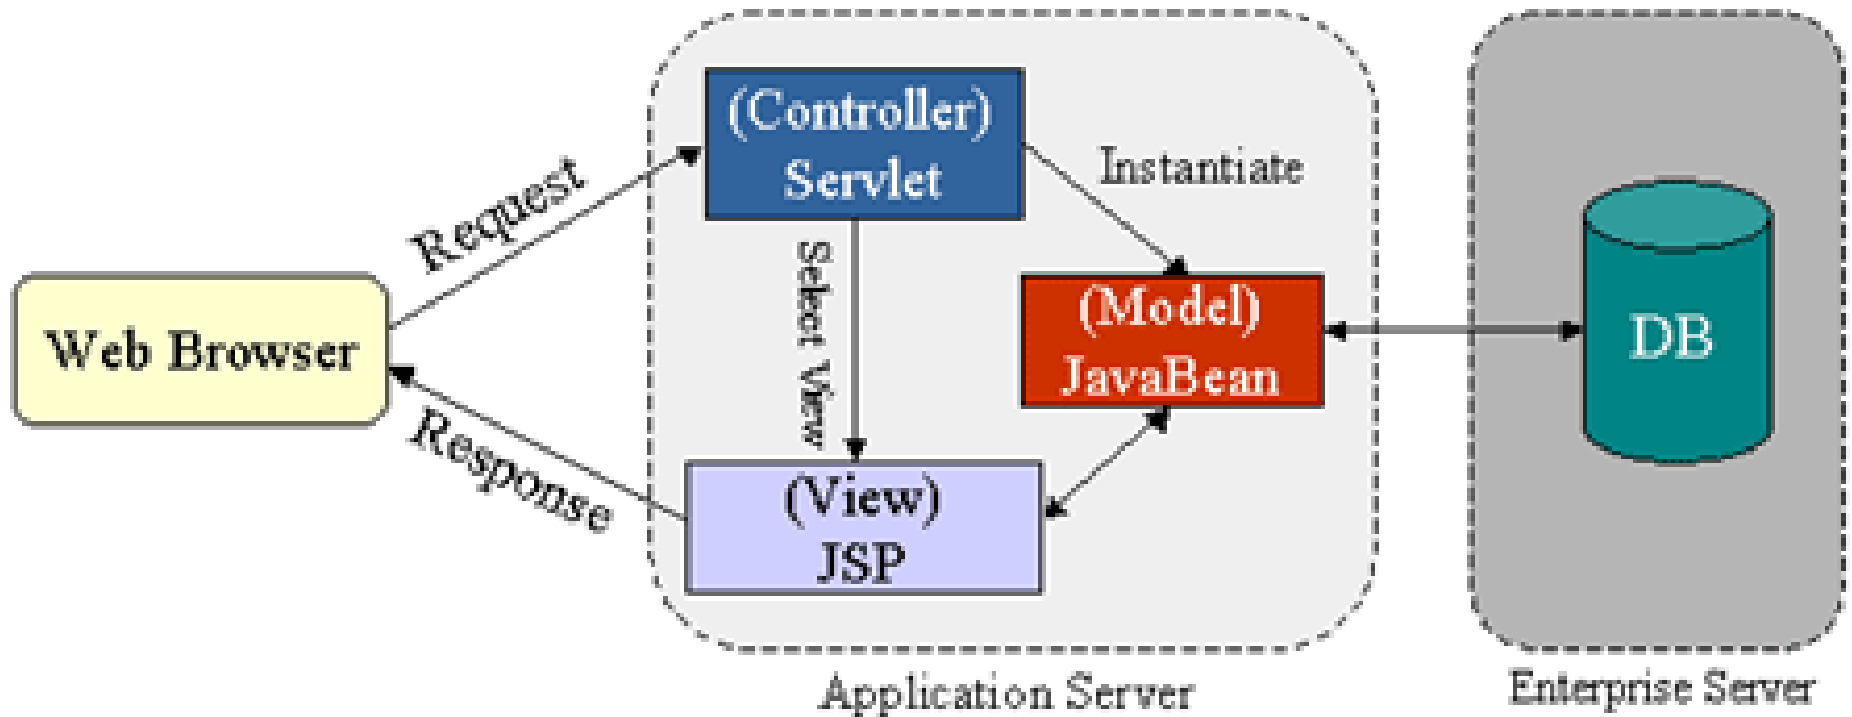 (Controller)
Servlet
Instantiate
Request
Select View
Web Browser
(Model)
JavaBean
DB
Response
(View)
JSP
Application Server
Enterprise Server